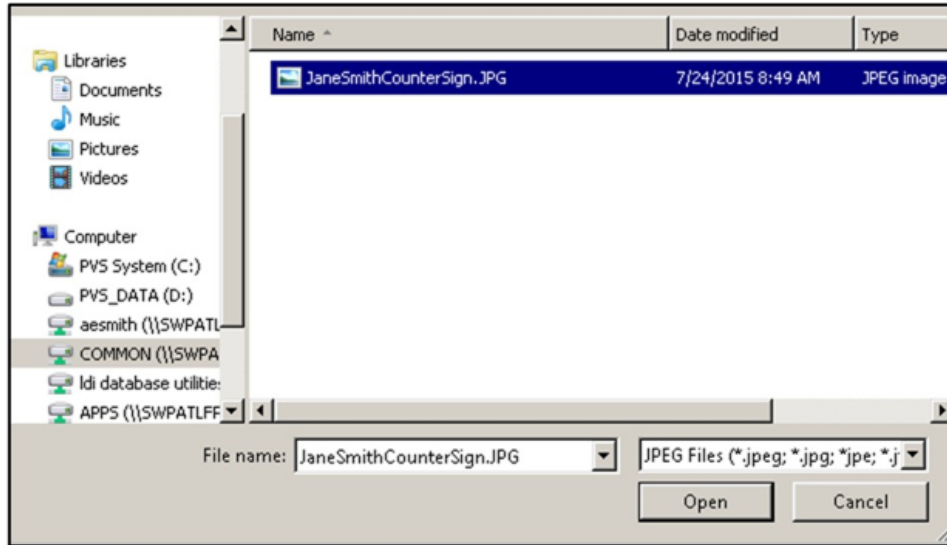 Name Date modified Type
JaneSmithCounterSign.JPG 7/24/2015 8:49 AM JPEG image
Libraries
Documents
Music
Pictures
Videos
Computer
PVS System (C:)
PVS_DATA (D:)
aesmith (\\SWPATL
COMMON (\\SWPA
ldi database utilities
APPS (\\SWPATLFF
File name: JaneSmithCounterSign.JPG JPEG Files (*.jpeg; *.jpg; *jpe; *.j
Open Cancel